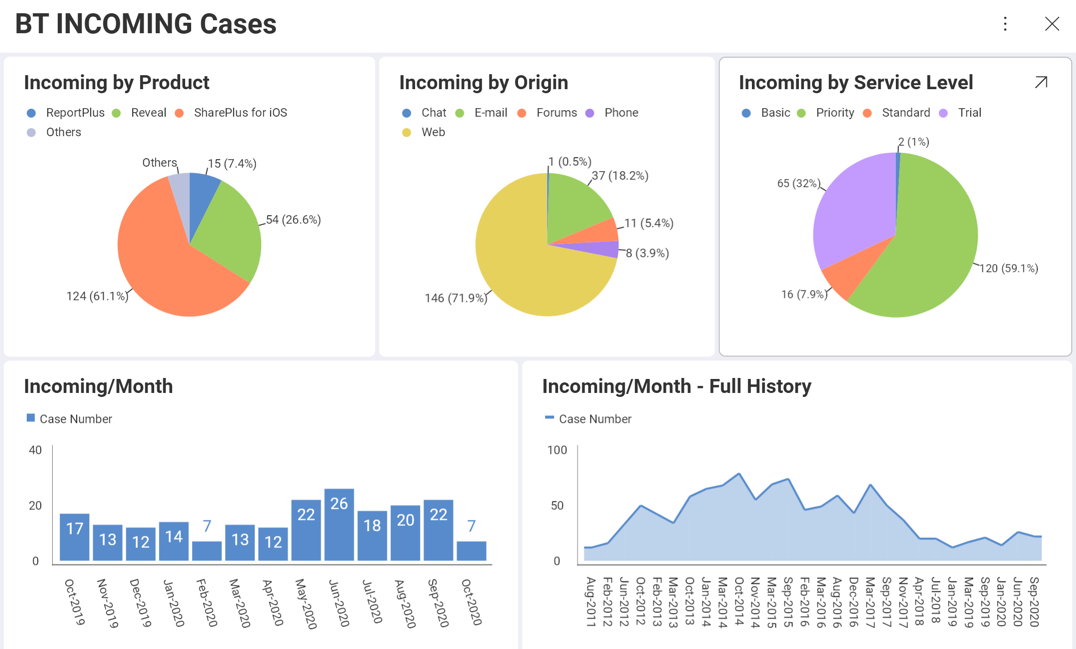 BT INCOMING Cases
Incoming by Product
ReportPlus Reveal SharePlus for iOS
Others
Others 15 (7.4%)
54 (26.6%)
124 (61.1%)
Incoming by Origin
Chat E-mail Forums Phone
Web
1 (0.5%)
37 (18.2%)
11 (5.4%)
8 (3.9%)
146 (71.9%)
Incoming by Service Level
Basic Priority Standard Trial
2 (1%)
65 (32%)
120 (59.1%)
16 (7.9%)
Incoming/Month
Case Number
40
20
0
17 13 12 14 7 13 12 22 26 18 20 22 7
Oct-2019 Nov-2019 Dec-2019 Jan-2020 Feb-2020 Mar-2020 Apr-2020 May-2020 Jun-2020 Jul-2020 Aug-2020 Sep-2020 Oct-2020
Incoming/Month - Full History
Case Number
100
50
0
Aug-2011 Feb-2012 Jun-2012 Oct-2012 Feb-2013 Mar-2013 Oct-2013 Jan-2014 Mar-2014 Oct-2014 Nov-2014 Mar-2015 Sep-2015 Feb-2016 Mar-2016 Aug-2016 Dec-2016 Mar-2017 Sep-2017 Nov-2017 Apr-2018 Jul-2018 Jan-2019 Mar-2019 Sep-2019 Jan-2020 Jun-2020 Sep-2020